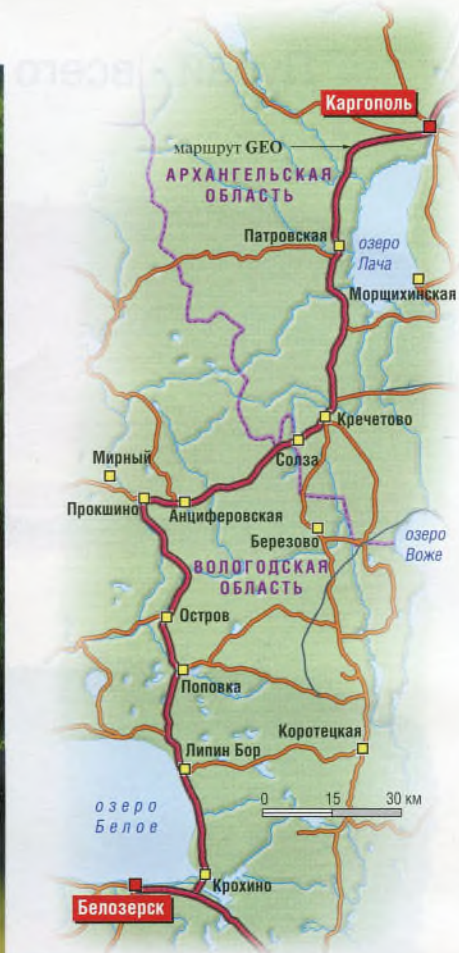 Каргополь
маршрут GEO
АРХАНГЕЛЬСКАЯ
ОБЛАСТЬ
Патровская
озеро
Лача
Морщихинская
Кречетово
Солза
Мирный
Прокшино
Анциферовская
Березово
озеро
Воже
ВОЛОГОДСКАЯ
ОБЛАСТЬ
Остров
Поповка
Коротецкая
Липин Бор
0 15 30 км
озеро
Белое
Крохино
Белозерск